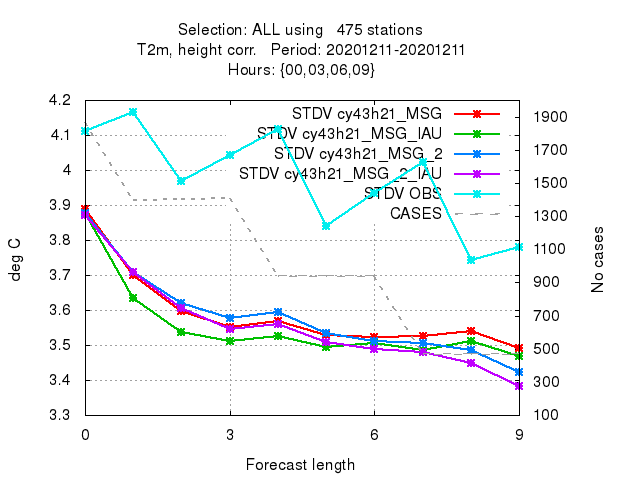 Selection: ALL using   475 stations
T2m, height corr.   Period: 20201211-20201211
Hours: {00,03,06,09}
4.2
4.1
4
3.9
3.8
3.7
3.6
3.5
3.4
3.3
deg C
STDV cy43h21_MSG
STDV cy43h21_MSG_IAU
STDV cy43h21_MSG_2
STDV cy43h21_MSG_2_IAU
STDV OBS
CASES
1900
1700
1500
1300
1100
900
700
500
300
100
No cases
0 3 6 9
Forecast length